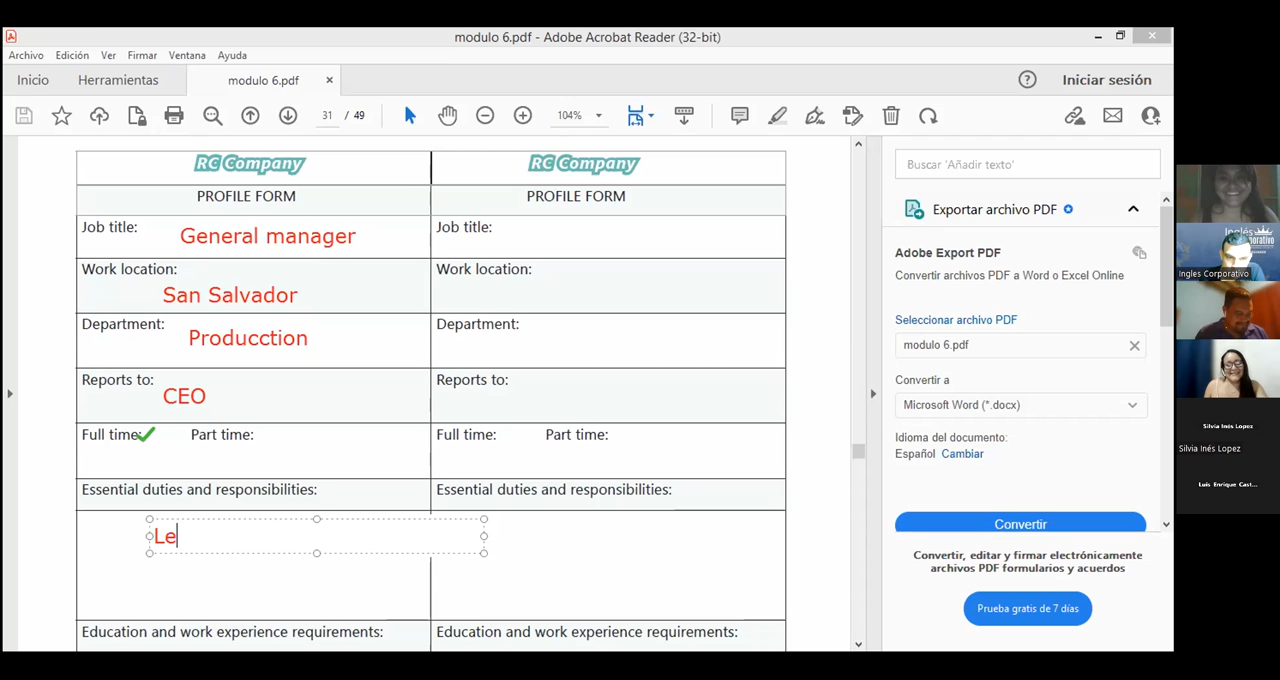 modulo 6.pdf - Adobe Acrobat Reader (32-bit)
Archivo Edición Ver Firmar Ventana Ayuda
Inicio Herramientas modulo 6.pdf × Iniciar sesión
31 / 49 104%
RC Company RC Company
PROFILE FORM PROFILE FORM
Job title: General manager Job title:
Work location: San Salvador Work location:
Department: Producction Department:
Reports to: CEO Reports to:
Full time: Part time: Full time: Part time:
Essential duties and responsibilities: Essential duties and responsibilities:
Le
Education and work experience requirements: Education and work experience requirements:
Buscar 'Añadir texto'
Exportar archivo PDF
Adobe Export PDF
Convertir archivos PDF a Word o Excel Online
Seleccionar archivo PDF
modulo 6.pdf
Convertir a
Microsoft Word (*.docx)
Idioma del documento:
Español Cambiar
Convertir
Convertir, editar y firmar electrónicamente
archivos PDF formularios y acuerdos
Prueba gratis de 7 días
Inglés
Corporativo
Ingles Corporativo
Silvia Inés Lopez
Silvia Inés Lopez
Luis Enrique Cast...